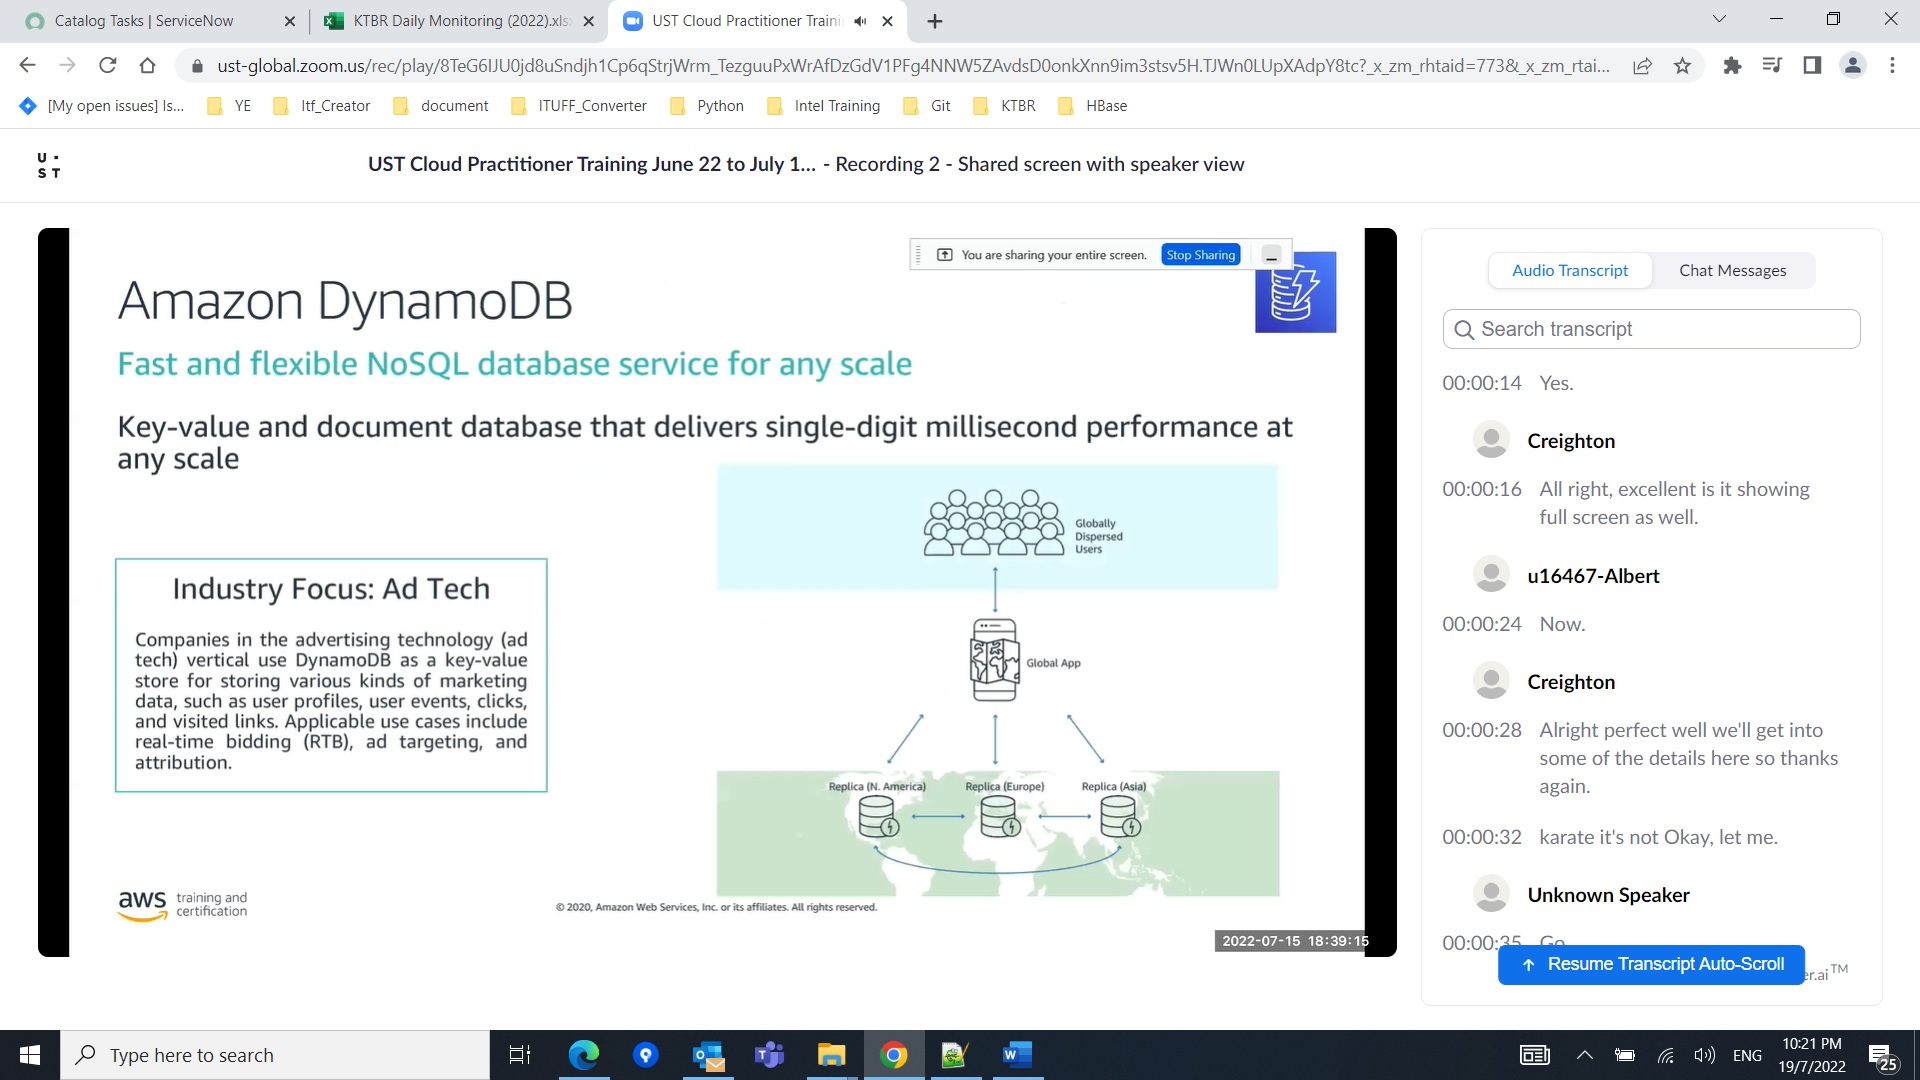 Catalog Tasks | ServiceNow
KTBR Daily Monitoring (2022).xls
UST Cloud Practitioner Traini
ust-global.zoom.us/rec/play/8TeG6IJU0jd8uSndjh1Cp6qStrjWrm_TezguuPxWrAfDzGdV1PFg4NNW5ZAvdsD0onkXnn9im3stsv5H.TJWn0LUpXAdpY8tc?_x_zm_rhtaid=773&_x_zm_rtai...
[My open issues] Is...
YE
Itf_Creator
document
ITUFF_Converter
Python
Intel Training
Git
KTBR
HBase
U
ST
UST Cloud Practitioner Training June 22 to July 1... - Recording 2 - Shared screen with speaker view
You are sharing your entire screen. Stop Sharing
Amazon DynamoDB
Fast and flexible NoSQL database service for any scale
Key-value and document database that delivers single-digit millisecond performance at
any scale
Industry Focus: Ad Tech
Companies in the advertising technology (ad
tech) vertical use DynamoDB as a key-value
store for storing various kinds of marketing
data, such as user profiles, user events, clicks,
and visited links. Applicable use cases include
real-time bidding (RTB), ad targeting, and
attribution.
Globally
Dispersed
Users
Global App
Replica (N. America)
Replica (Europe)
Replica (Asia)
aws training and
certification
© 2020, Amazon Web Services, Inc. or its affiliates. All rights reserved.
2022-07-15 18:39:15
Audio Transcript
Chat Messages
Search transcript
00:00:14 Yes.
Creighton
00:00:16 All right, excellent is it showing
full screen as well.
u16467-Albert
00:00:24 Now.
Creighton
00:00:28 Alright perfect well we'll get into
some of the details here so thanks
again.
00:00:32 karate it's not Okay, let me.
Unknown Speaker
00:00:35 Go
Resume Transcript Auto-Scroll
er.ai™
Type here to search
ENG
10:21 PM
19/7/2022
25